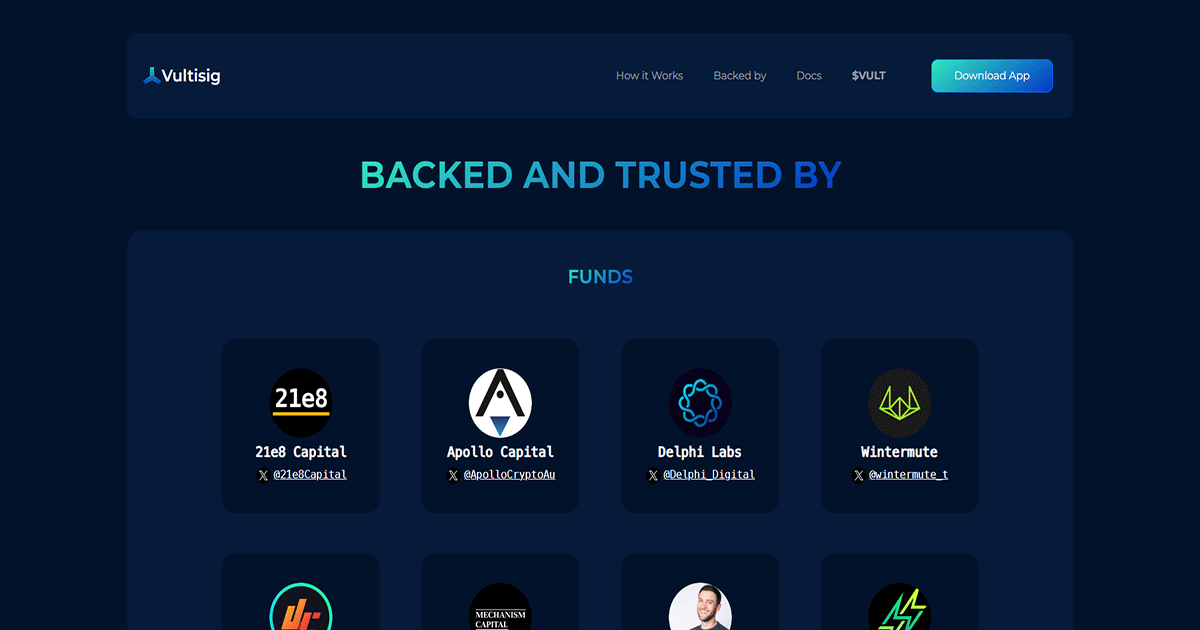 Vultisig
How it Works
Backed by
Docs
$VULT
Download App
BACKED AND TRUSTED BY
FUNDS
21e8
21e8 Capital
@21e8Capital
Apollo Capital
@ApolloCryptoAu
Delphi Labs
@Delphi_Digital
Wintermute
@wintermute_t
MECHANISM
CAPITAL